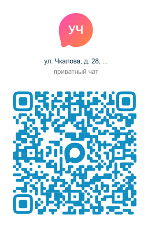 УЧ
ул. Чкалова, д. 28, ...
приватный чат